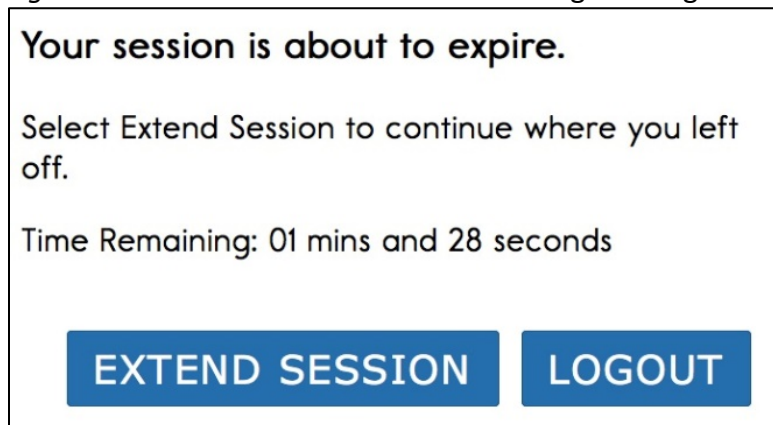 Your session is about to expire.
Select Extend Session to continue where you left
off.
Time Remaining: 01 mins and 28 seconds
EXTEND SESSION LOGOUT